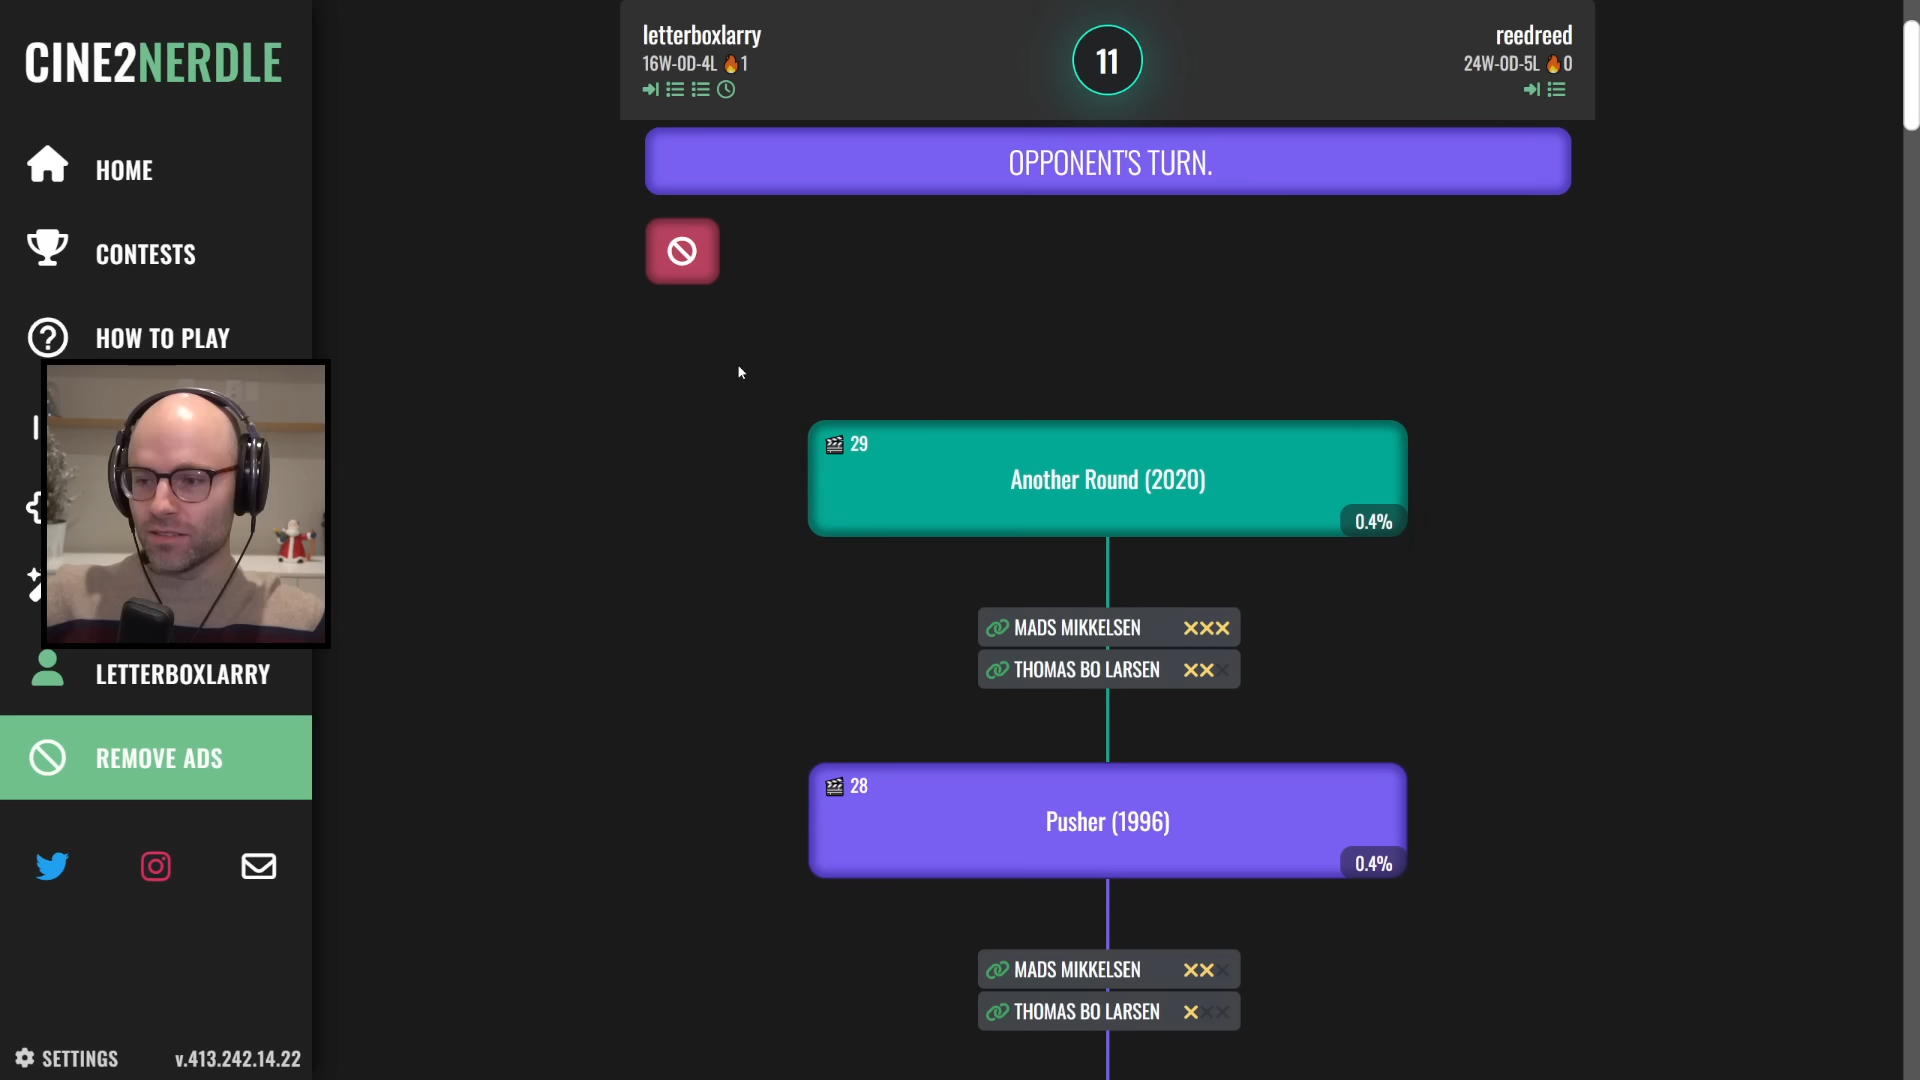 CINE2NERDLE
HOME
CONTESTS
HOW TO PLAY
LETTERBOXLARRY
REMOVE ADS
SETTINGS
v.413.242.14.22
letterboxlarry
16W-0D-4L 🔥1
11
reedreed
24W-0D-5L 🔥0
OPPONENT'S TURN.
29
Another Round (2020)
0.4%
MADS MIKKELSEN
THOMAS BO LARSEN
28
Pusher (1996)
0.4%
MADS MIKKELSEN
THOMAS BO LARSEN